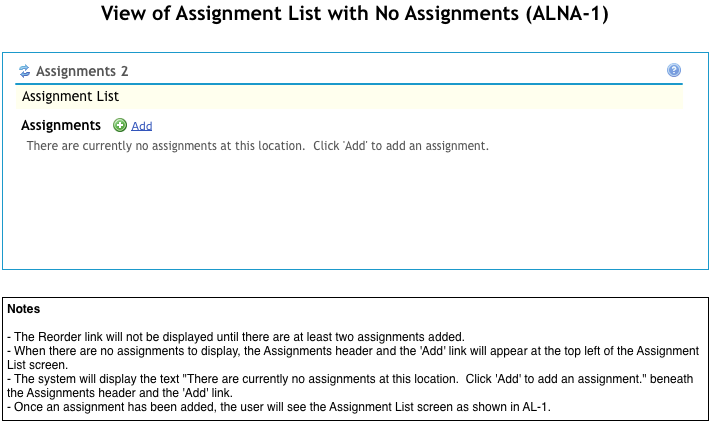 View of Assignment List with No Assignments (ALNA-1)
Assignments 2
?
Assignment List
Assignments Add
There are currently no assignments at this location.  Click 'Add' to add an assignment.
Notes
- The Reorder link will not be displayed until there are at least two assignments added.
- When there are no assignments to display, the Assignments header and the 'Add' link will appear at the top left of the Assignment
List screen.
- The system will display the text "There are currently no assignments at this location.  Click 'Add' to add an assignment." beneath
the Assignments header and the 'Add' link.
- Once an assignment has been added, the user will see the Assignment List screen as shown in AL-1.